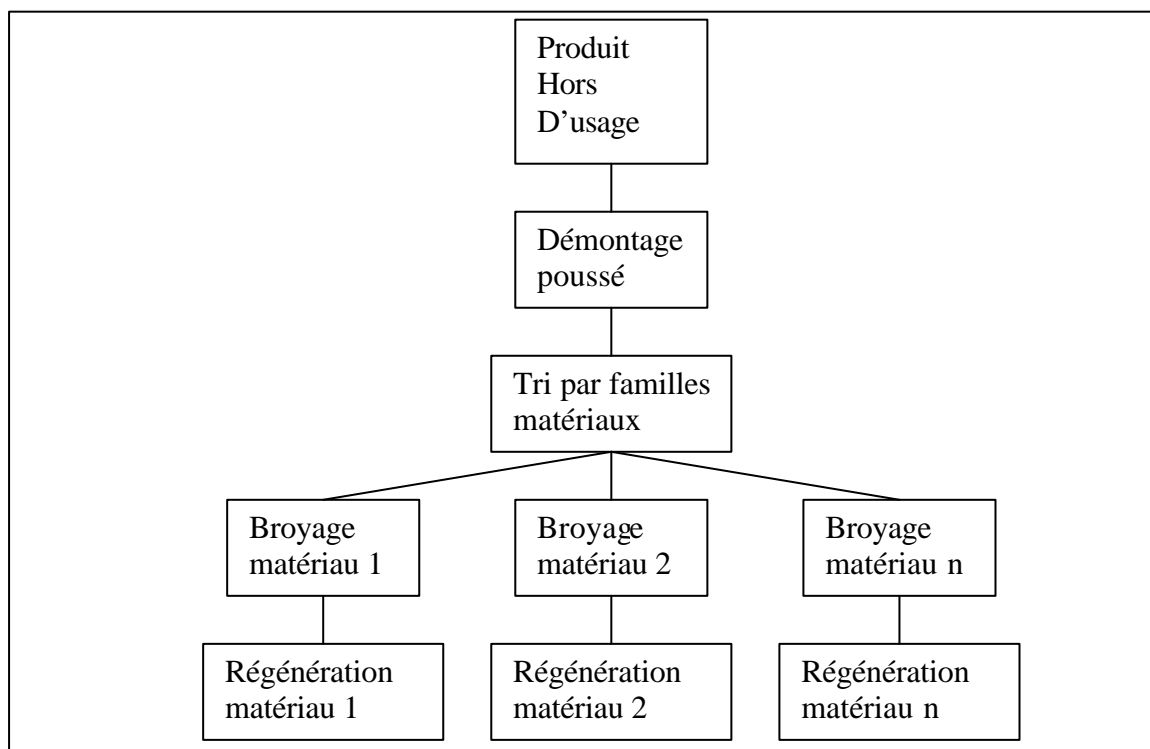 Produit
Hors
D'usage
Démontage
poussé
Tri par familles
matériaux
Broyage
matériau 1
Broyage
matériau 2
Broyage
matériau n
Régénération
matériau 1
Régénération
matériau 2
Régénération
matériau n